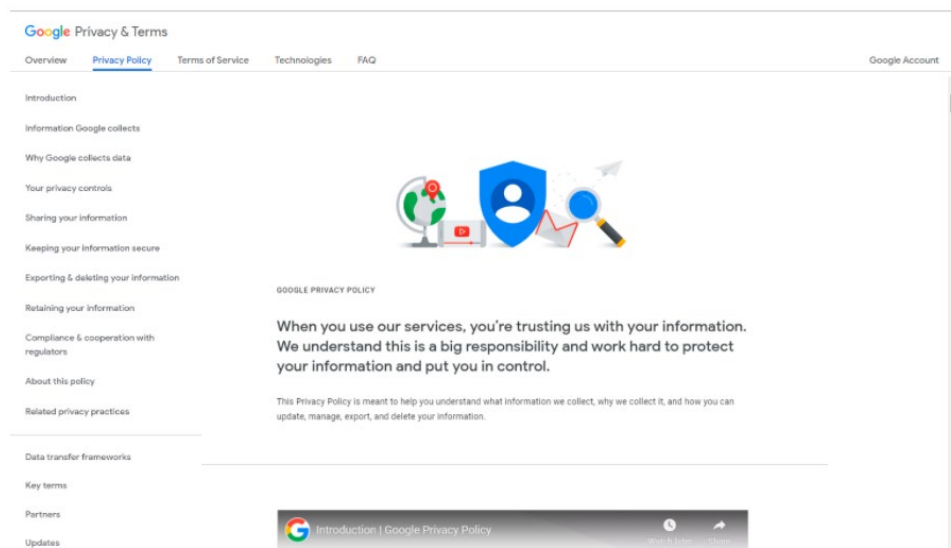 Google Privacy & Terms
Overview Privacy Policy Terms of Service Technologies FAQ Google Account
Introduction
Information Google collects
Why Google collects data
Your privacy controls
Sharing your information
Keeping your information secure
Exporting & deleting your information
Retaining your information
Compliance & cooperation with
regulators
About this policy
Related privacy practices
Data transfer frameworks
Key terms
Partners
Updates
GOOGLE PRIVACY POLICY
When you use our services, you're trusting us with your information.
We understand this is a big responsibility and work hard to protect
your information and put you in control.
This Privacy Policy is meant to help you understand what information we collect, why we collect it, and how you can
update, manage, export, and delete your information.
Introduction | Google Privacy Policy
Watch later Share